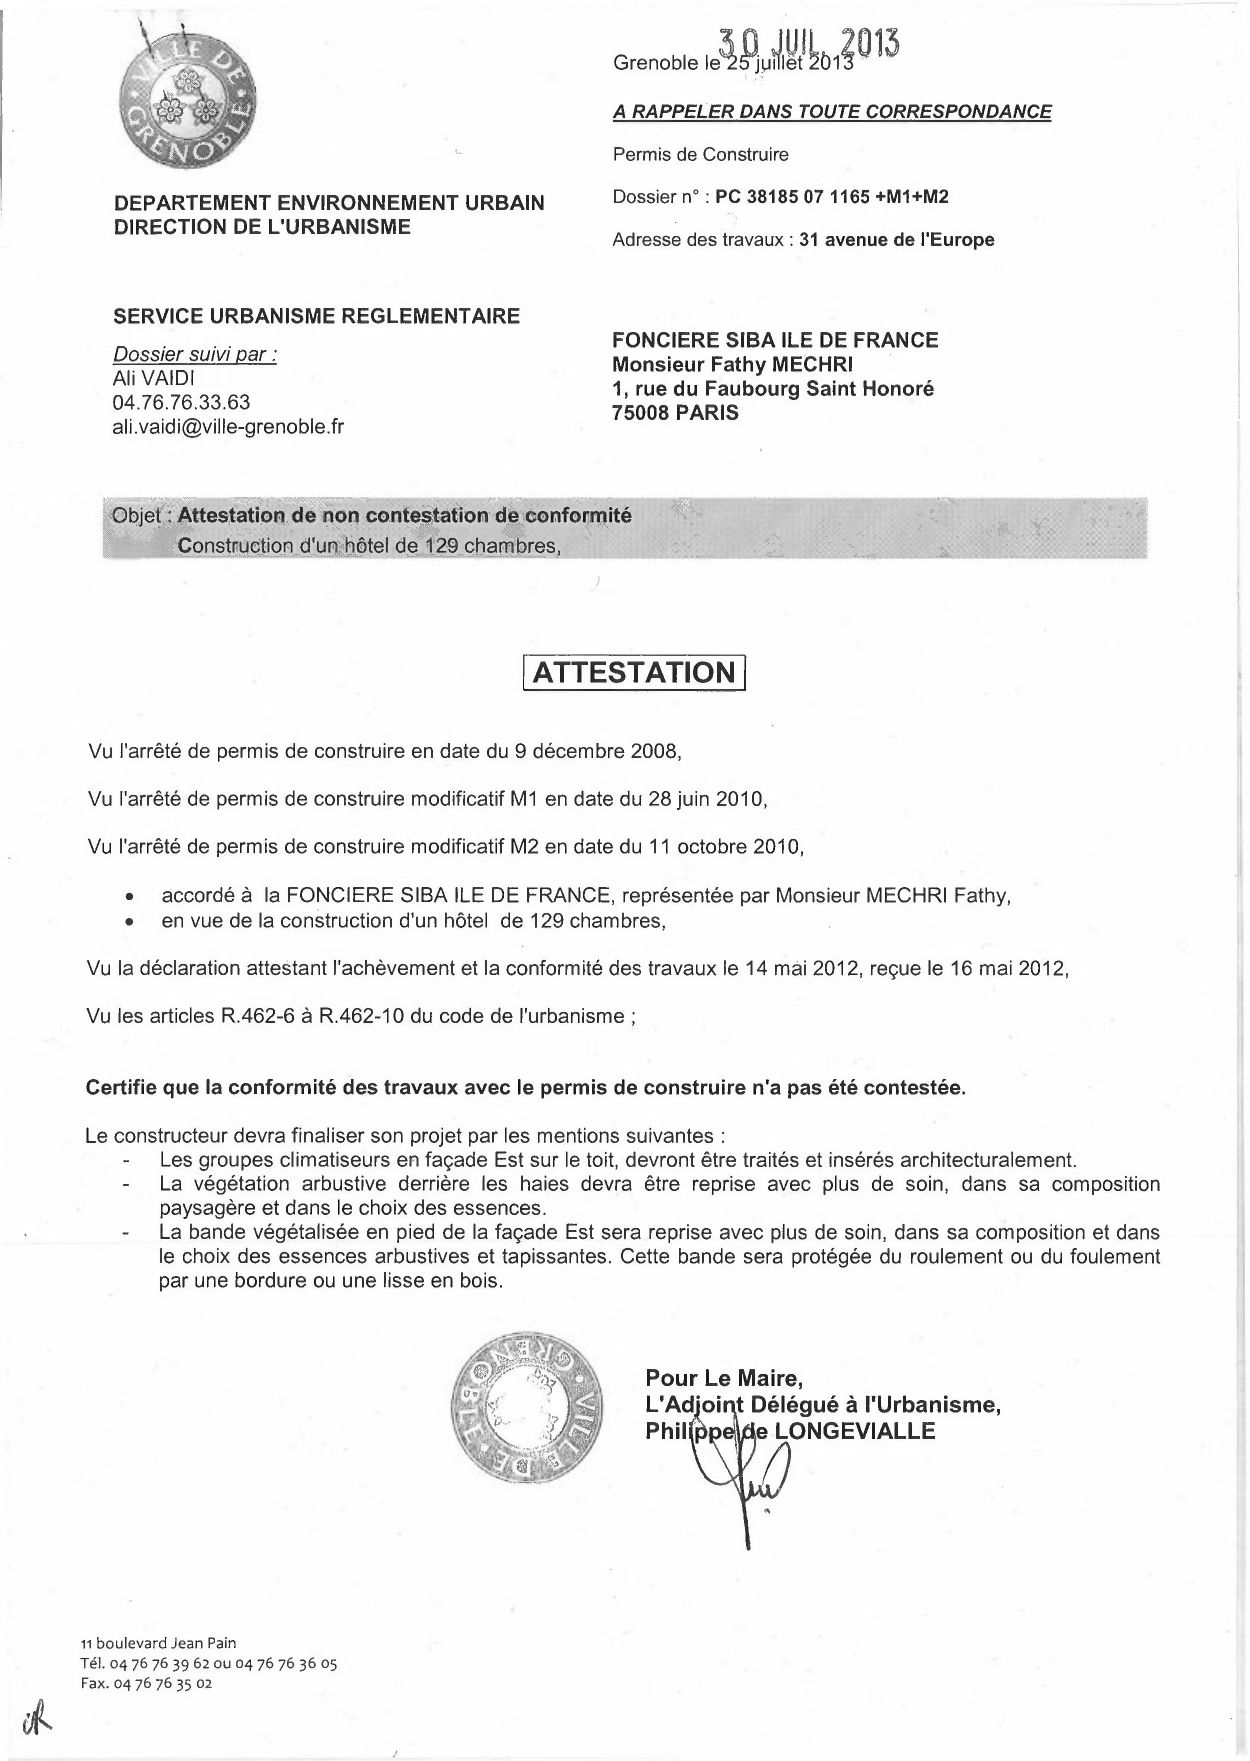 VILLE DE GRENOBLE
30 JUIL. 2013
Grenoble le 25 juillet 2013
A RAPPELER DANS TOUTE CORRESPONDANCE
Permis de Construire
Dossier n° : PC 38185 07 1165 +M1+M2
Adresse des travaux : 31 avenue de l'Europe
DEPARTEMENT ENVIRONNEMENT URBAIN
DIRECTION DE L'URBANISME
SERVICE URBANISME REGLEMENTAIRE
Dossier suivi par :
Ali VAIDI
04.76.76.33.63
ali.vaidi@ville-grenoble.fr
FONCIERE SIBA ILE DE FRANCE
Monsieur Fathy MECHRI
1, rue du Faubourg Saint Honoré
75008 PARIS
Objet : Attestation de non contestation de conformité
Construction d'un hôtel de 129 chambres,
ATTESTATION
Vu l'arrêté de permis de construire en date du 9 décembre 2008,
Vu l'arrêté de permis de construire modificatif M1 en date du 28 juin 2010,
Vu l'arrêté de permis de construire modificatif M2 en date du 11 octobre 2010,
• accordé à la FONCIERE SIBA ILE DE FRANCE, représentée par Monsieur MECHRI Fathy,
• en vue de la construction d'un hôtel de 129 chambres,
Vu la déclaration attestant l'achèvement et la conformité des travaux le 14 mai 2012, reçue le 16 mai 2012,
Vu les articles R.462-6 à R.462-10 du code de l'urbanisme ;
Certifie que la conformité des travaux avec le permis de construire n'a pas été contestée.
Le constructeur devra finaliser son projet par les mentions suivantes :
- Les groupes climatiseurs en façade Est sur le toit, devront être traités et insérés architecturalement.
- La végétation arbustive derrière les haies devra être reprise avec plus de soin, dans sa composition
paysagère et dans le choix des essences.
- La bande végétalisée en pied de la façade Est sera reprise avec plus de soin, dans sa composition et dans
le choix des essences arbustives et tapissantes. Cette bande sera protégée du roulement ou du foulement
par une bordure ou une lisse en bois.
VILLE DE GRENOBLE
Pour Le Maire,
L'Adjoint Délégué à l'Urbanisme,
Philippe de LONGEVIALLE
11 boulevard Jean Pain
Tél. 04 76 76 39 62 ou 04 76 76 36 05
Fax. 04 76 76 35 02